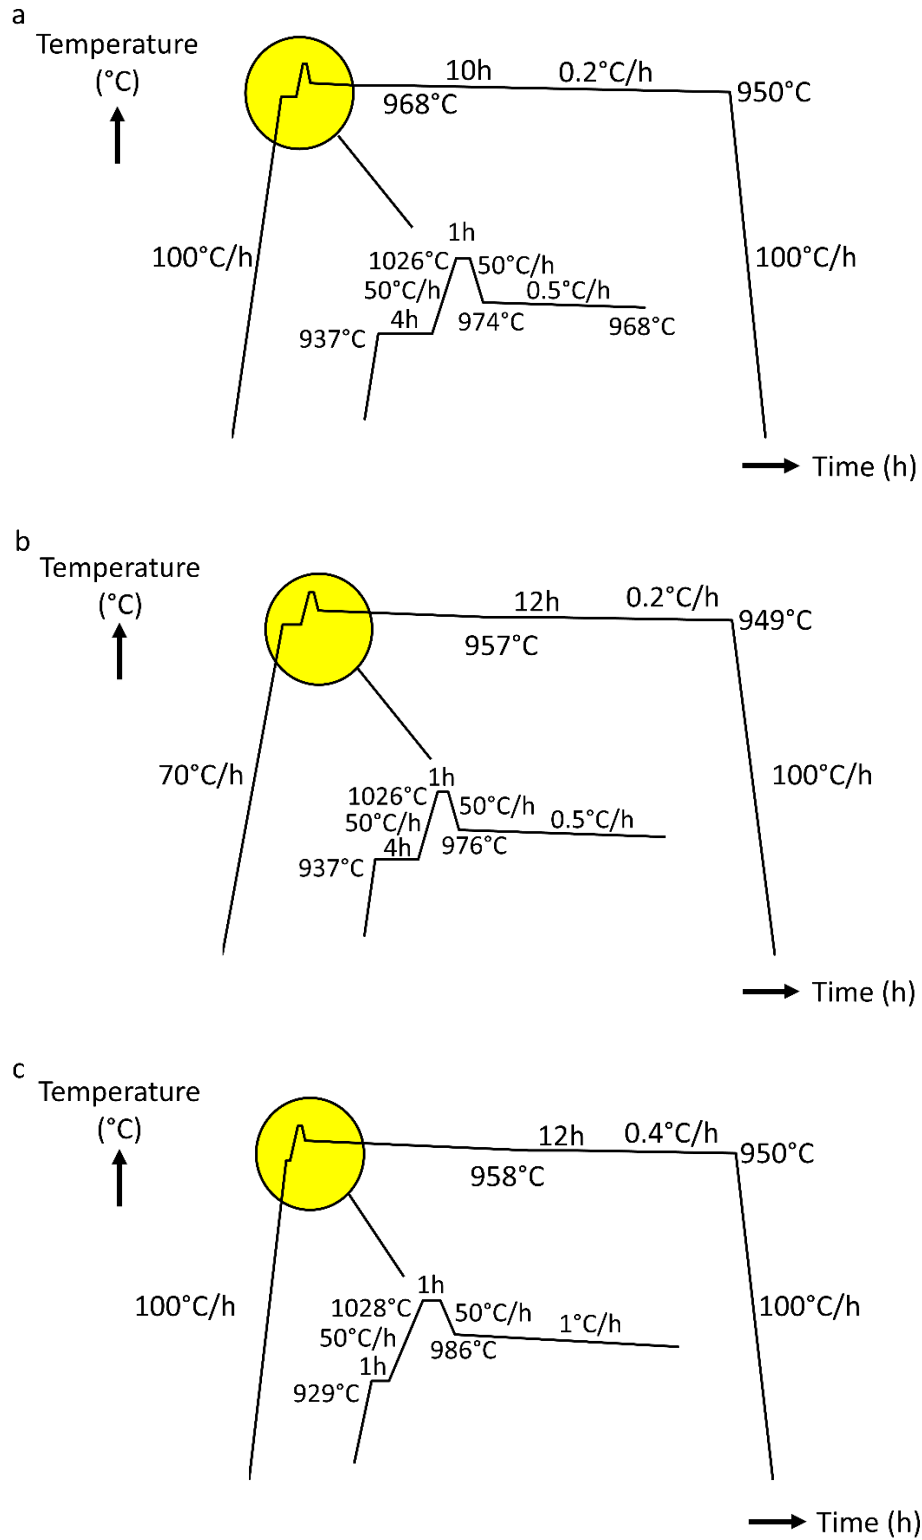 a
Temperature
(°C)
10h
0.2°C/h
968°C
950°C
100°C/h
100°C/h
1h
1026°C
50°C/h
50°C/h
0.5°C/h
4h
974°C
968°C
937°C
Time (h)
b
Temperature
(°C)
12h
0.2°C/h
957°C
949°C
70°C/h
100°C/h
1h
1026°C
50°C/h
50°C/h
0.5°C/h
4h
976°C
937°C
Time (h)
c
Temperature
(°C)
12h
0.4°C/h
958°C
950°C
100°C/h
100°C/h
1h
1028°C
50°C/h
50°C/h
1°C/h
986°C
1h
929°C
Time (h)